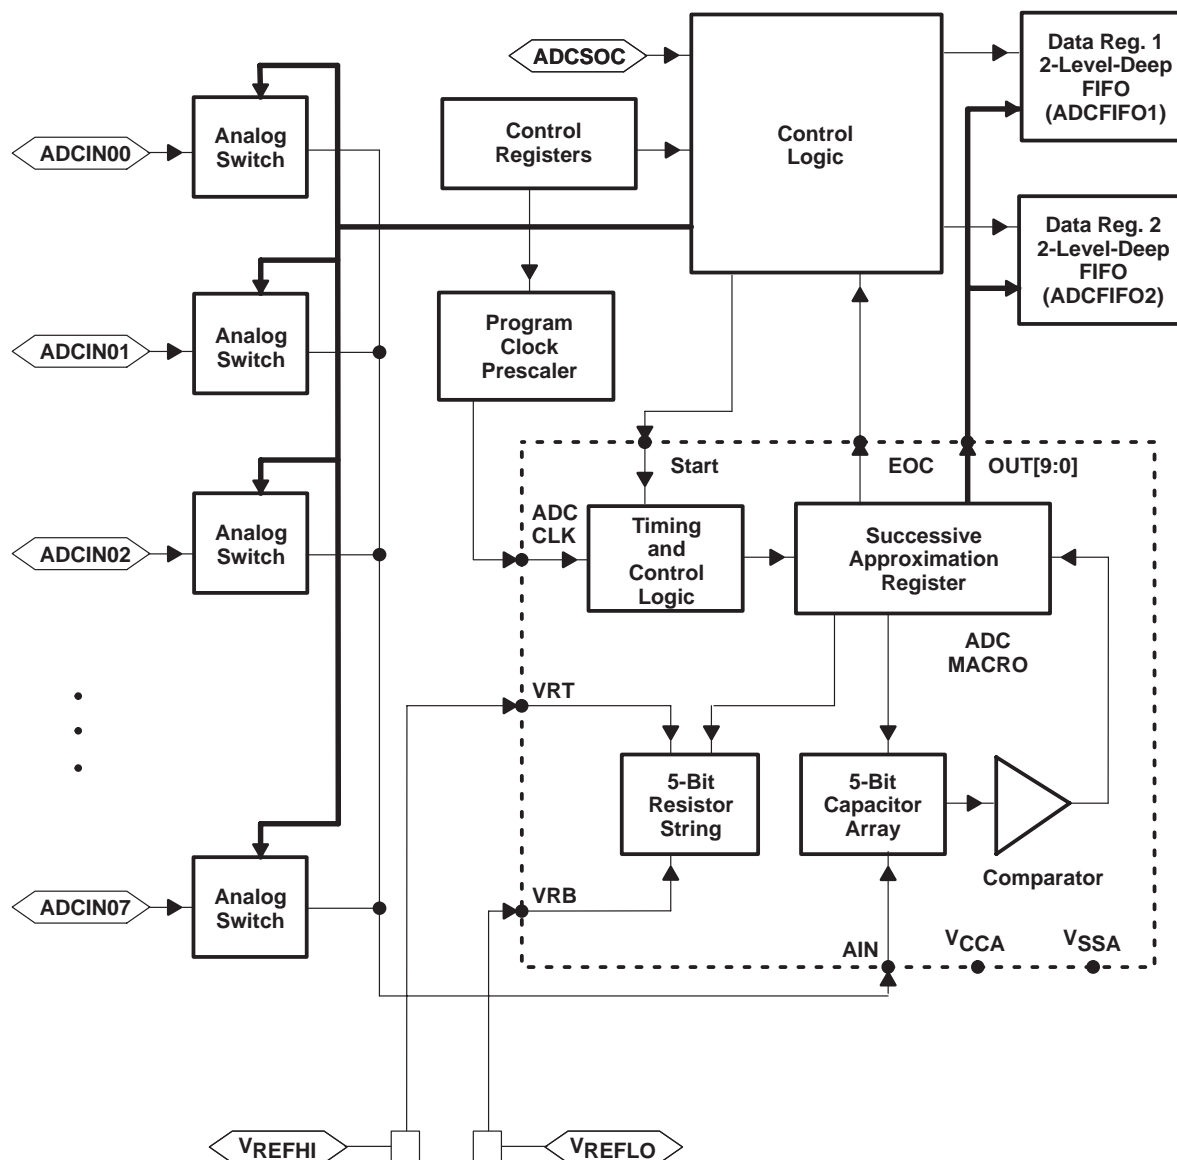 ADCSOC
Control
Logic
Data Reg. 1
2-Level-Deep
FIFO
(ADCFIFO1)
Analog
Switch
ADCIN00
Control
Registers
Data Reg. 2
2-Level-Deep
FIFO
(ADCFIFO2)
Analog
Switch
ADCIN01
Program
Clock
Prescaler
Start
EOC
OUT[9:0]
Analog
Switch
ADCIN02
ADC
CLK
Timing
and
Control
Logic
Successive
Approximation
Register
ADC
MACRO
VRT
5-Bit
Resistor
String
5-Bit
Capacitor
Array
Comparator
Analog
Switch
ADCIN07
VRB
AIN
VCCA
VSSA
VREFHI
VREFLO